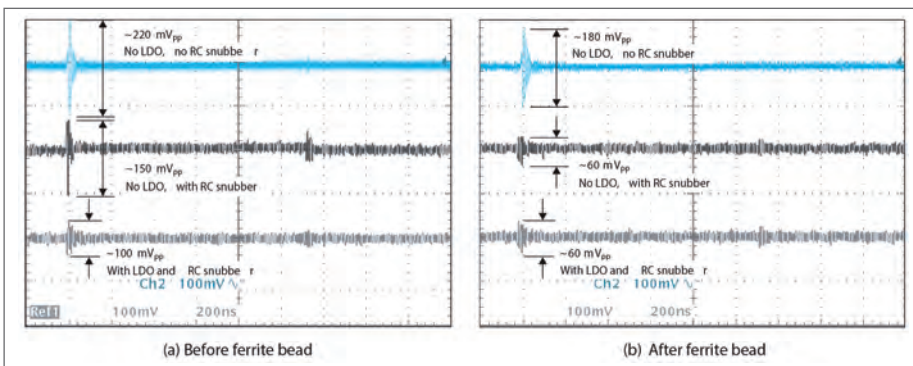 ~220 mVpp
No LDO, no RC snubbe r
~150 mVpp
No LDO, with RC snubber
~100 mVpp
With LDO and RC snubbe r
Ch2 100mV
Ref1 100mV 200ns
(a) Before ferrite bead
~180 mVpp
No LDO, no RC snubbe r
~60 mVpp
No LDO, with RC snubber
~60 mVpp
With LDO and RC snubbe r
Ch2 100mV
100mV 200ns
(b) After ferrite bead